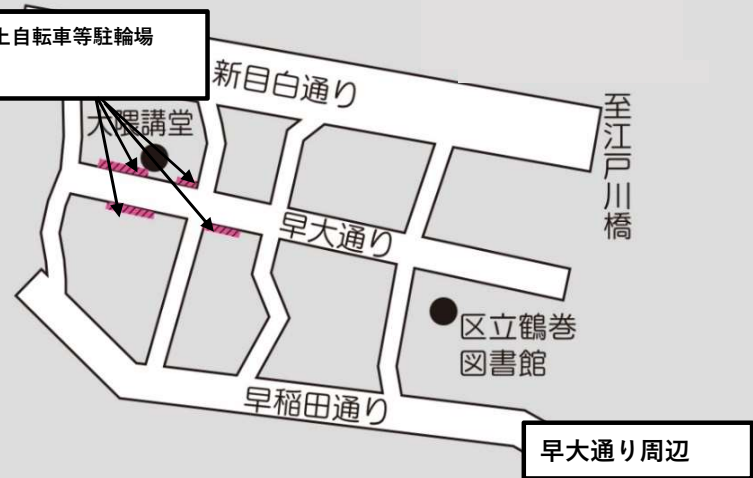 上自転車等駐輪場
新目白通り
大隈講堂
至江戸川橋
早大通り
区立鶴巻
図書館
早稲田通り
早大通り周辺